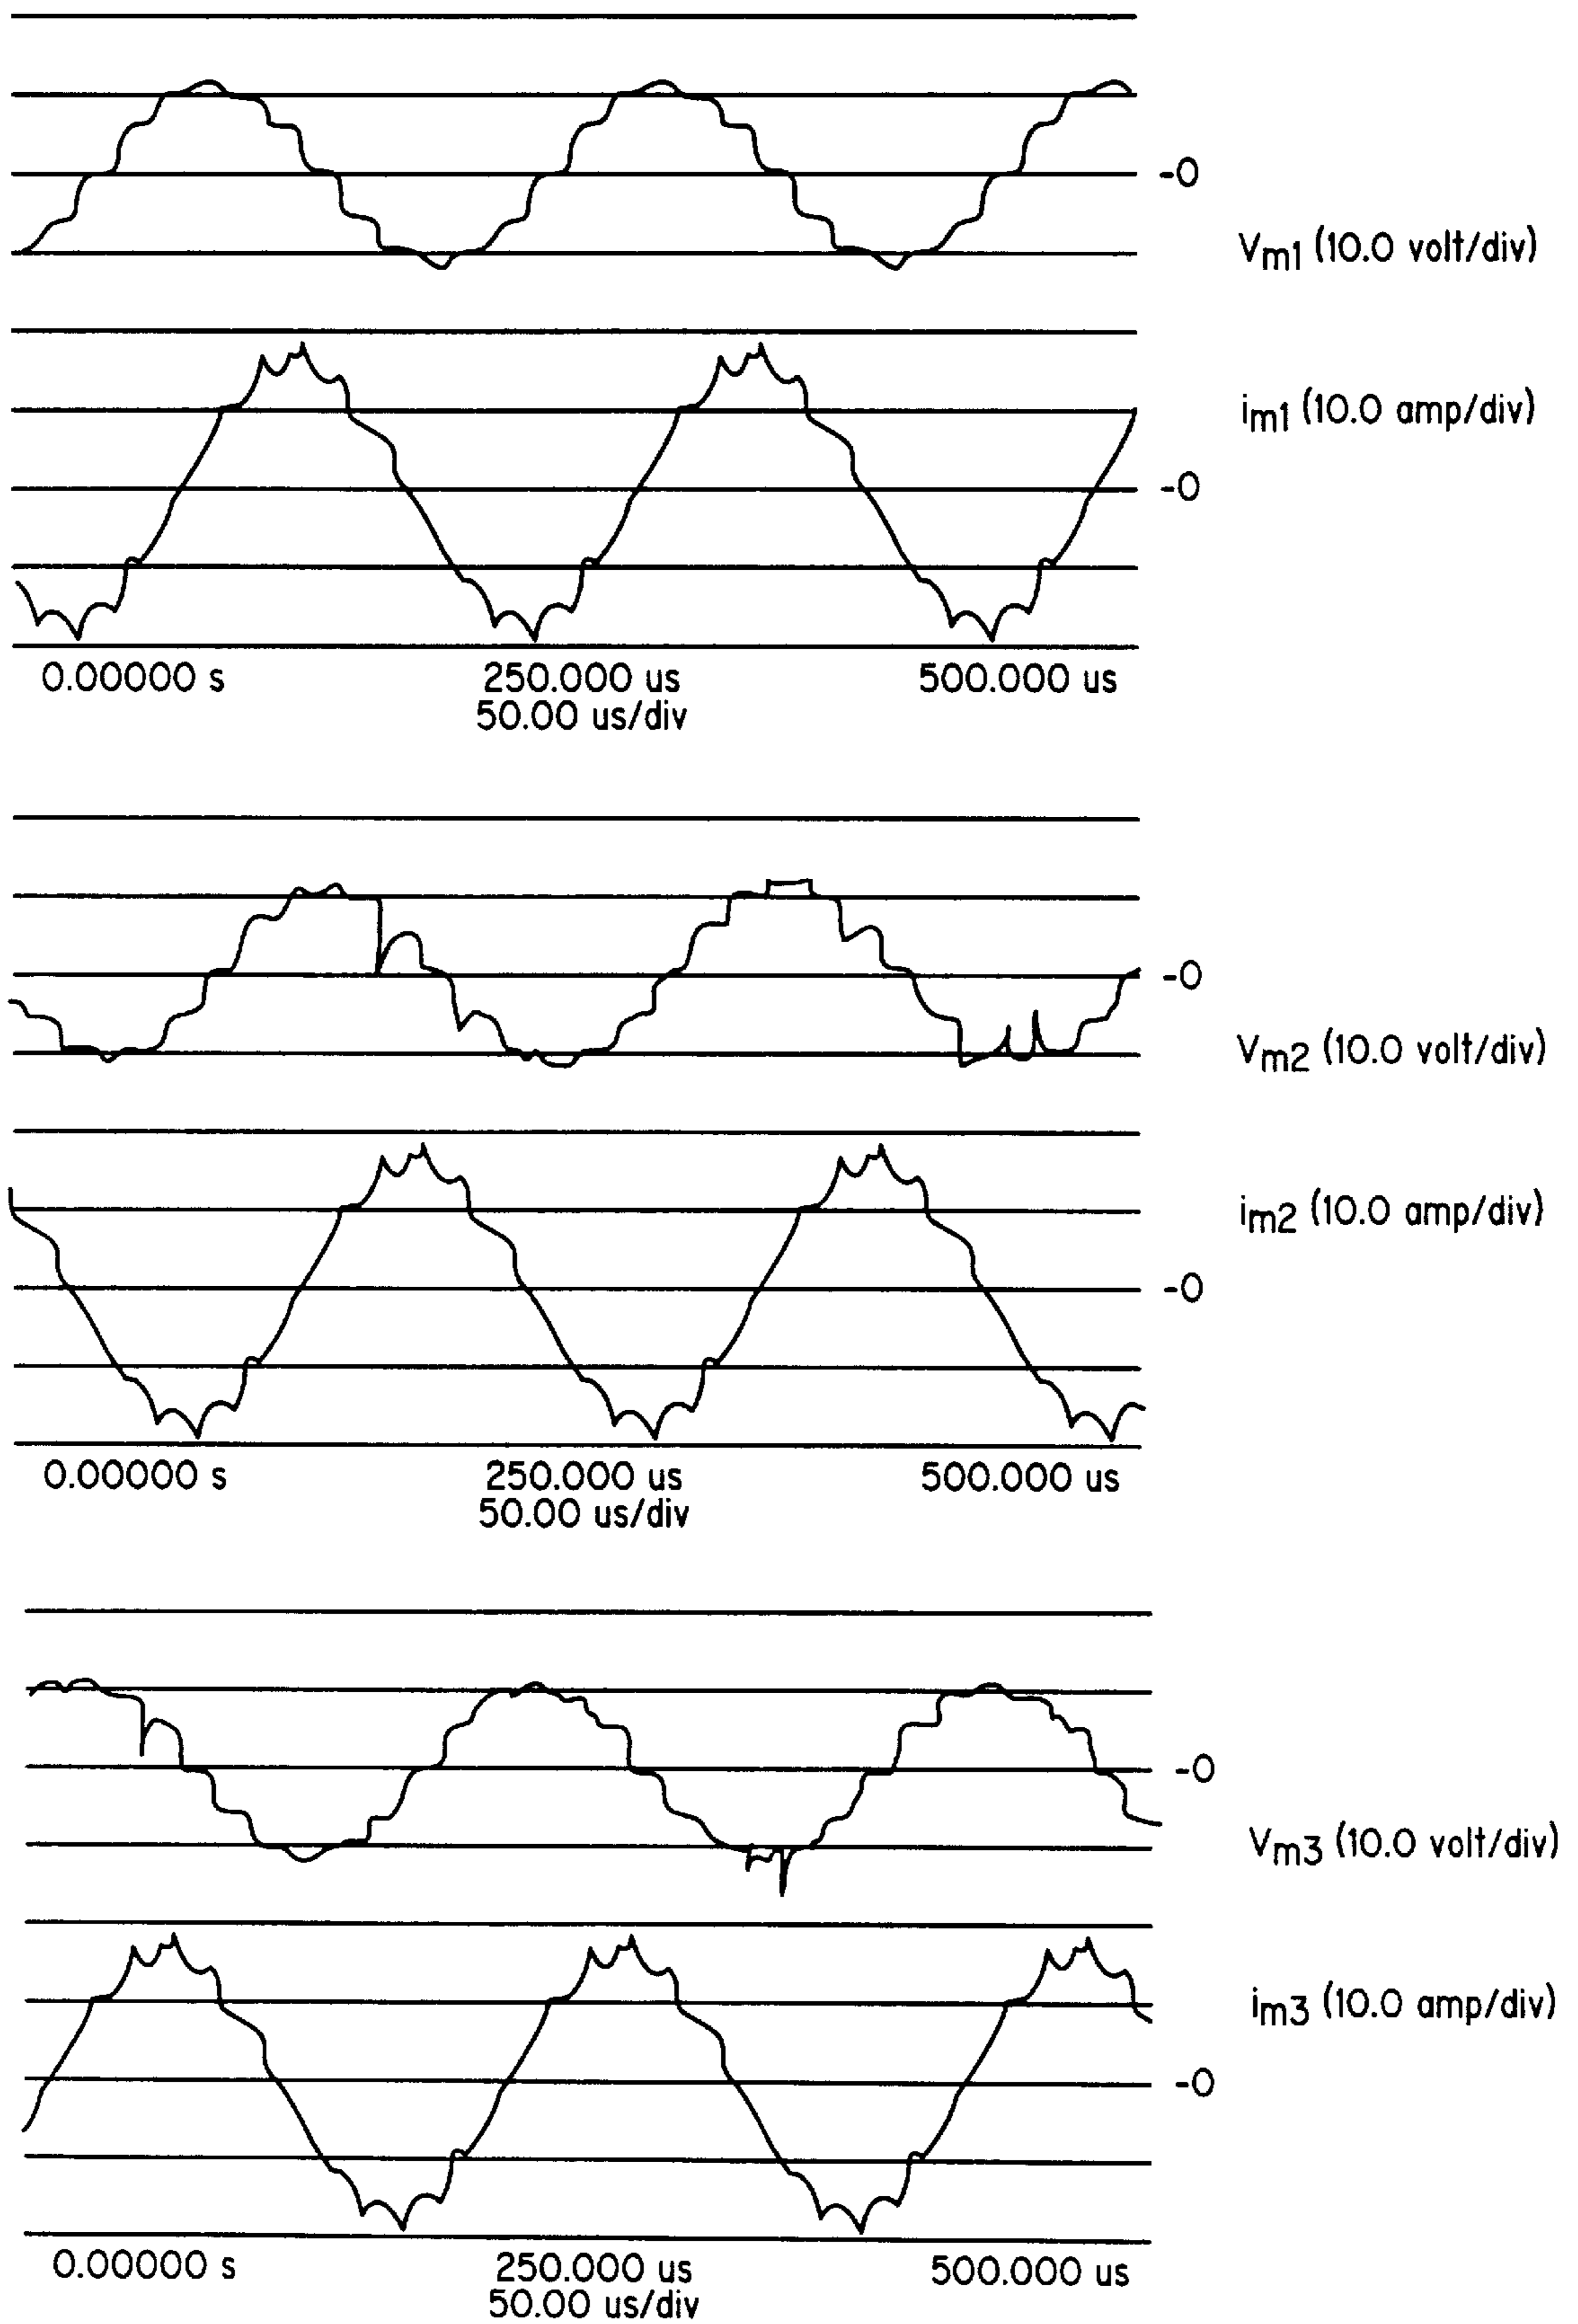 -0
Vm1 (10.0 volt/div)
im1 (10.0 amp/div)
-0
0.00000 s 250.000 us 500.000 us
50.00 us/div
-0
Vm2 (10.0 volt/div)
im2 (10.0 amp/div)
-0
0.00000 s 250.000 us 500.000 us
50.00 us/div
-0
Vm3 (10.0 volt/div)
im3 (10.0 amp/div)
-0
0.00000 s 250.000 us 500.000 us
50.00 us/div